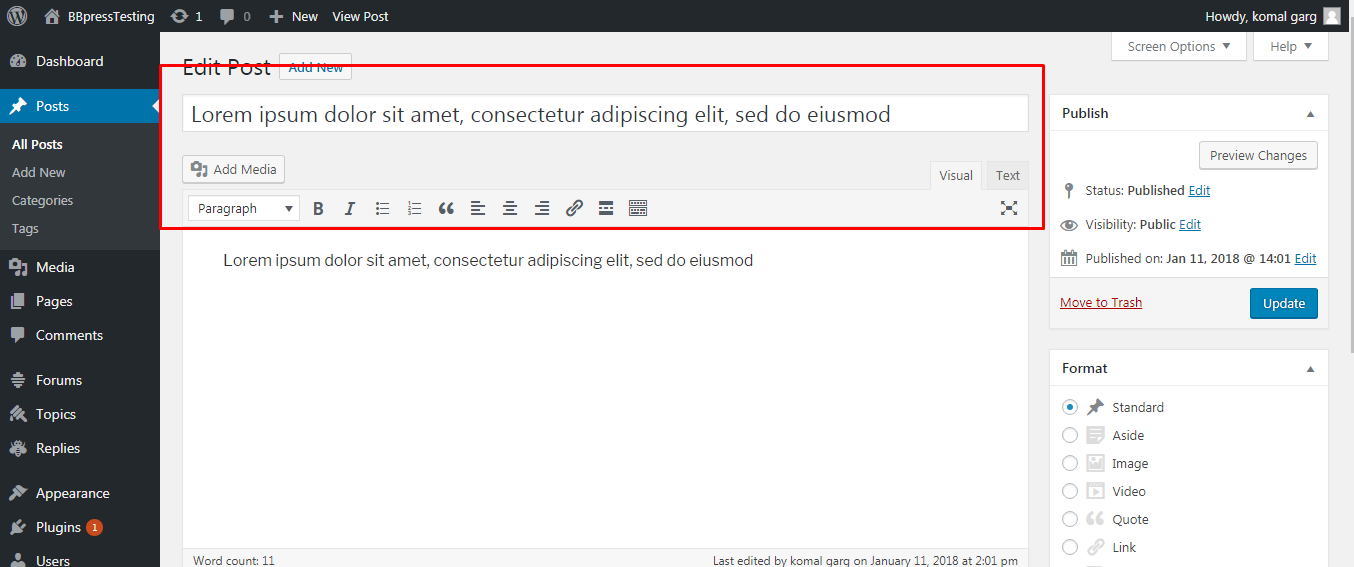 BBpressTesting 1 0 New View Post Howdy, komal garg
Screen Options Help
Dashboard
Posts
All Posts
Add New
Categories
Tags
Media
Pages
Comments
Forums
Topics
Replies
Appearance
Plugins 1
Users
Edit Post Add New
Lorem ipsum dolor sit amet, consectetur adipiscing elit, sed do eiusmod
Add Media
Visual Text
Paragraph B I
Lorem ipsum dolor sit amet, consectetur adipiscing elit, sed do eiusmod
Word count: 11 Last edited by komal garg on January 11, 2018 at 2:01 pm
Publish
Preview Changes
Status: Published Edit
Visibility: Public Edit
Published on: Jan 11, 2018 @ 14:01 Edit
Move to Trash Update
Format
Standard
Aside
Image
Video
Quote
Link